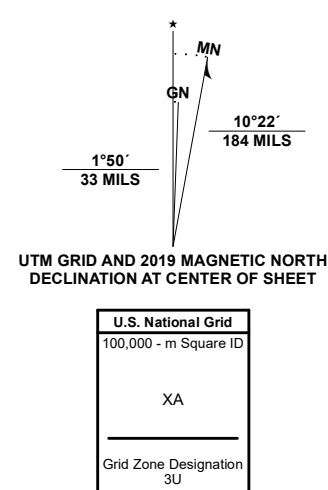 ★
MN
GN
10°22´
184 MILS
1°50´
33 MILS
UTM GRID AND 2019 MAGNETIC NORTH
DECLINATION AT CENTER OF SHEET
U.S. National Grid
100,000 - m Square ID
XA
Grid Zone Designation
3U